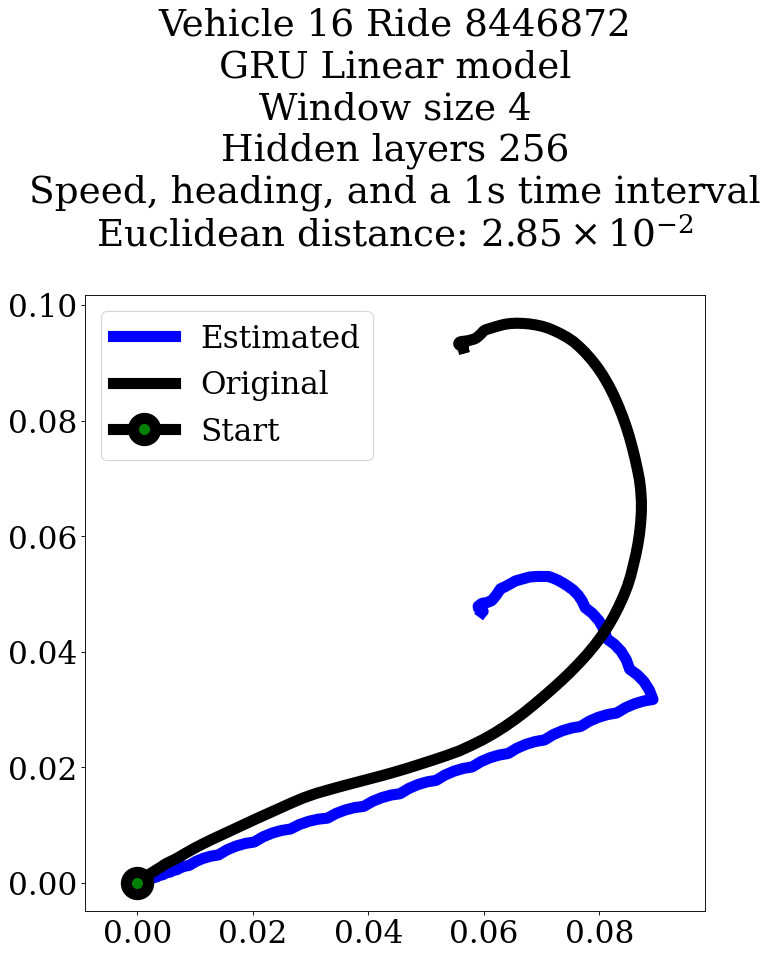 Vehicle 16 Ride 8446872
GRU Linear model
Window size 4
Hidden layers 256
Speed, heading, and a 1s time interval
Euclidean distance: 2.85 × 10⁻²
0.10
0.08
0.06
0.04
0.02
0.00
Estimated
Original
Start
0.00 0.02 0.04 0.06 0.08